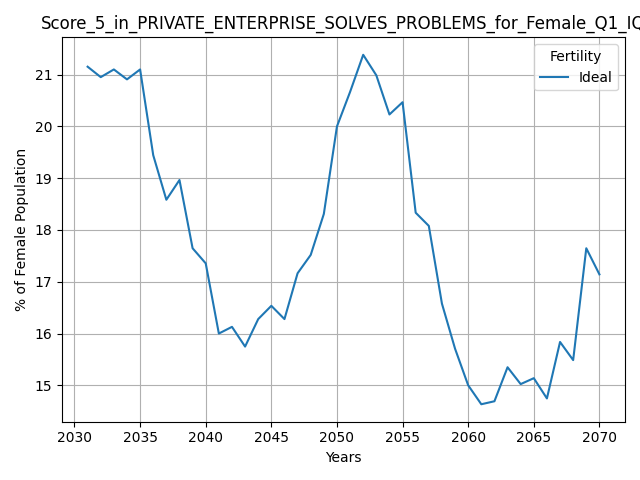 Score_5_in_PRIVATE_ENTERPRISE_SOLVES_PROBLEMS_for_Female_Q1_IQ
Fertility
Ideal
% of Female Population
21
20
19
18
17
16
15
2030 2035 2040 2045 2050 2055 2060 2065 2070
Years